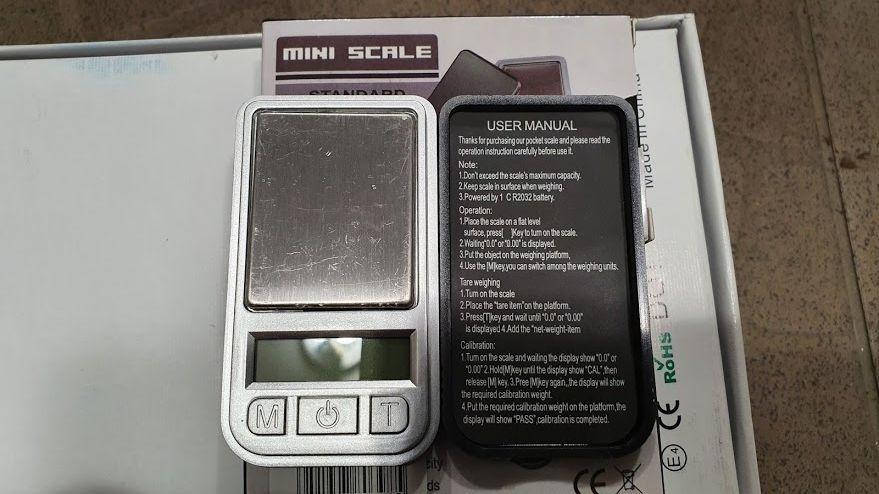 MINI SCALE
STANDARD
USER MANUAL
Thanks for purchasing our pocket scale and please read the
operation instruction carefully before use it.
Note:
1.Don't exceed the scale's maximum capacity.
2.Keep scale in surface when weighing.
3.Powered by 1 C R2032 battery.
Operation:
1.Place the scale on a flat level
surface, press[ ]Key to turn on the scale.
2.Waiting"0.0" or "0.00" is displayed.
3.Put the object on the weighing platform,
4.Use the [M]key,you can switch among the weighing units.
Tare weighing
1.Turn on the scale
2.Place the "tare item"on the platform.
3.Press[T]key and wait until "0.0" or "0.00"
is displayed 4.Add the "net-weight-item
Calibration:
1.Turn on the scale and waiting the display show "0.0" or
"0.00" 2.Hold[M]key until the display show "CAL",then
release [M] key. 3.Pree [M]key again,,the display will show
the required calibration weight.
4.Put the required calibration weight on the platform,the
display will show "PASS",calibration is completed.
M
T
Made in China
RoHS
CE
E4
CE